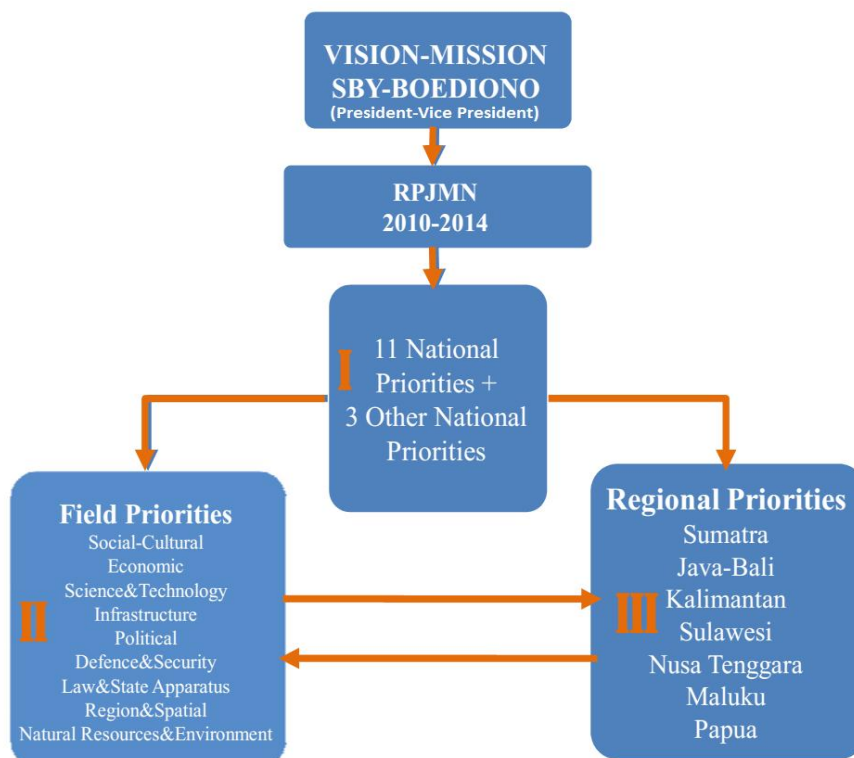 VISION-MISSION
SBY-BOEDIONO
(President-Vice President)
RPJMN
2010-2014
I
11 National
Priorities +
3 Other National
Priorities
II
Field Priorities
Social-Cultural
Economic
Science&Technology
Infrastructure
Political
Defence&Security
Law&State Apparatus
Region&Spatial
Natural Resources&Environment
III
Regional Priorities
Sumatra
Java-Bali
Kalimantan
Sulawesi
Nusa Tenggara
Maluku
Papua